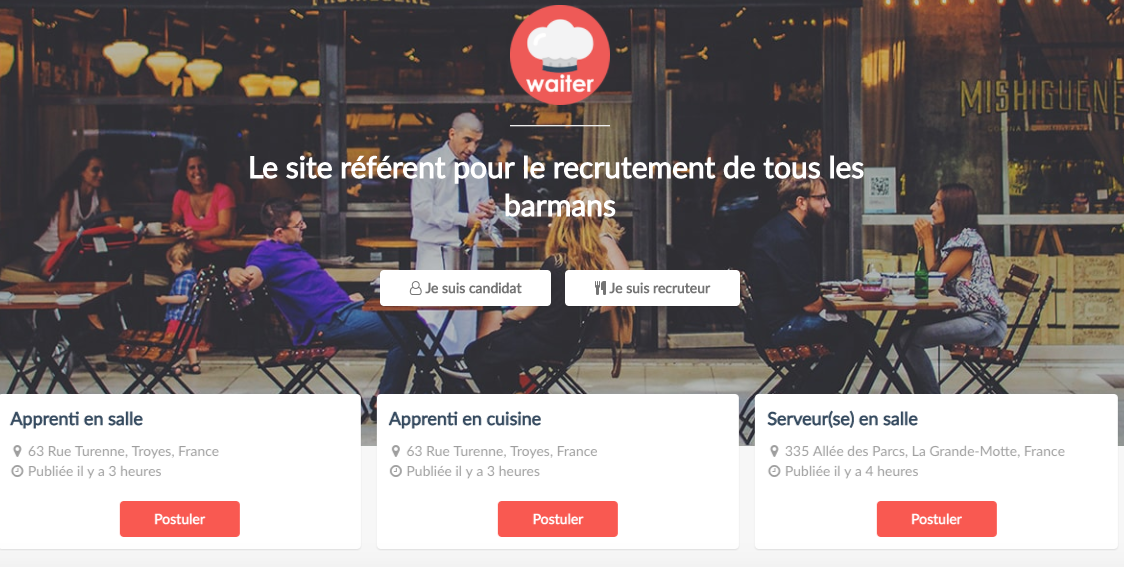 waiter
MISHIGUENE
Le site référent pour le recrutement de tous les
barmans
Je suis candidat
Je suis recruteur
Apprenti en salle
63 Rue Turenne, Troyes, France
Publiée il y a 3 heures
Postuler
Apprenti en cuisine
63 Rue Turenne, Troyes, France
Publiée il y a 3 heures
Postuler
Serveur(se) en salle
335 Allée des Parcs, La Grande-Motte, France
Publiée il y a 4 heures
Postuler